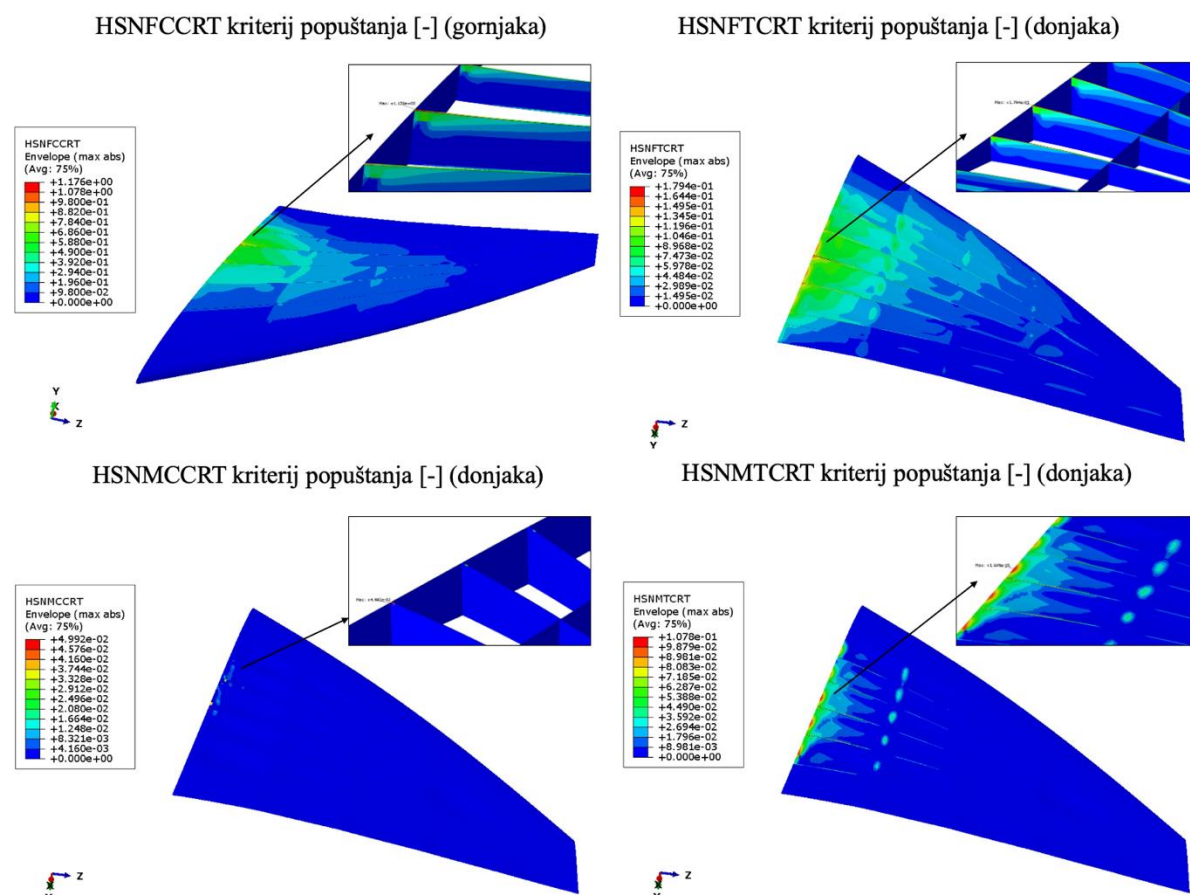 HSNFCCRT kriterij popuštanja [-] (gornjaka)
HSNFCCRT
Envelope (max abs)
(Avg: 75%)
+1.176e+00
+1.078e+00
+9.800e-01
+8.820e-01
+7.840e-01
+6.860e-01
+5.880e-01
+4.900e-01
+3.920e-01
+2.940e-01
+1.960e-01
+9.800e-02
+0.000e+00
Y
X
Z
HSNFTCRT kriterij popuštanja [-] (donjaka)
HSNFTCRT
Envelope (max abs)
(Avg: 75%)
+1.794e-01
+1.644e-01
+1.495e-01
+1.345e-01
+1.196e-01
+1.046e-01
+8.968e-02
+7.473e-02
+5.978e-02
+4.484e-02
+2.989e-02
+1.495e-02
+0.000e+00
Z
X
Y
HSNMCCRT kriterij popuštanja [-] (donjaka)
HSNMCCRT
Envelope (max abs)
(Avg: 75%)
+4.992e-02
+4.576e-02
+4.160e-02
+3.744e-02
+3.328e-02
+2.912e-02
+2.496e-02
+2.080e-02
+1.664e-02
+1.248e-02
+8.321e-03
+4.160e-03
+0.000e+00
Z
X
HSNMTCRT kriterij popuštanja [-] (donjaka)
HSNMTCRT
Envelope (max abs)
(Avg: 75%)
+1.078e-01
+9.879e-02
+8.981e-02
+8.083e-02
+7.185e-02
+6.287e-02
+5.388e-02
+4.490e-02
+3.592e-02
+2.694e-02
+1.796e-02
+8.981e-03
+0.000e+00
Z
X